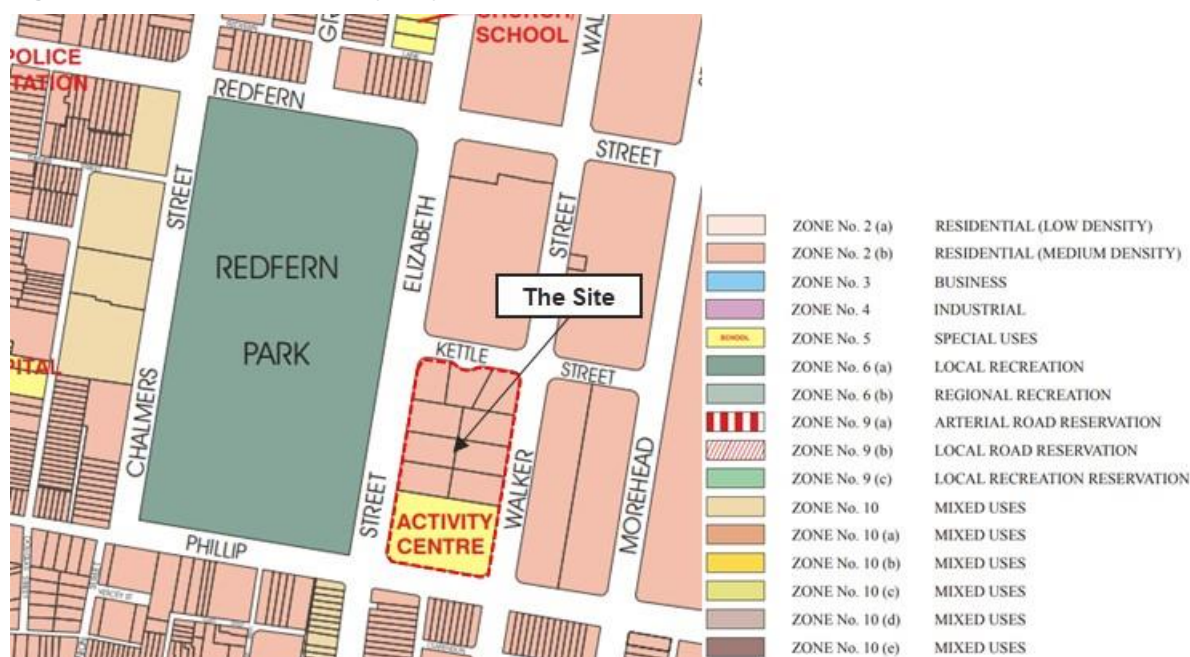 CHURCH/
SCHOOL
POLICE
REDFERN
STREET
STREET
ELIZABETH
STREET
REDFERN
PARK
The Site
KETTLE
STREET
CHALMERS
STREET
WALKER
MOREHEAD
ACTIVITY
CENTRE
PHILLIP
ZONE No. 2 (a) RESIDENTIAL (LOW DENSITY)
ZONE No. 2 (b) RESIDENTIAL (MEDIUM DENSITY)
ZONE No. 3 BUSINESS
ZONE No. 4 INDUSTRIAL
SCHOOL ZONE No. 5 SPECIAL USES
ZONE No. 6 (a) LOCAL RECREATION
ZONE No. 6 (b) REGIONAL RECREATION
ZONE No. 9 (a) ARTERIAL ROAD RESERVATION
ZONE No. 9 (b) LOCAL ROAD RESERVATION
ZONE No. 9 (c) LOCAL RECREATION RESERVATION
ZONE No. 10 MIXED USES
ZONE No. 10 (a) MIXED USES
ZONE No. 10 (b) MIXED USES
ZONE No. 10 (c) MIXED USES
ZONE No. 10 (d) MIXED USES
ZONE No. 10 (e) MIXED USES